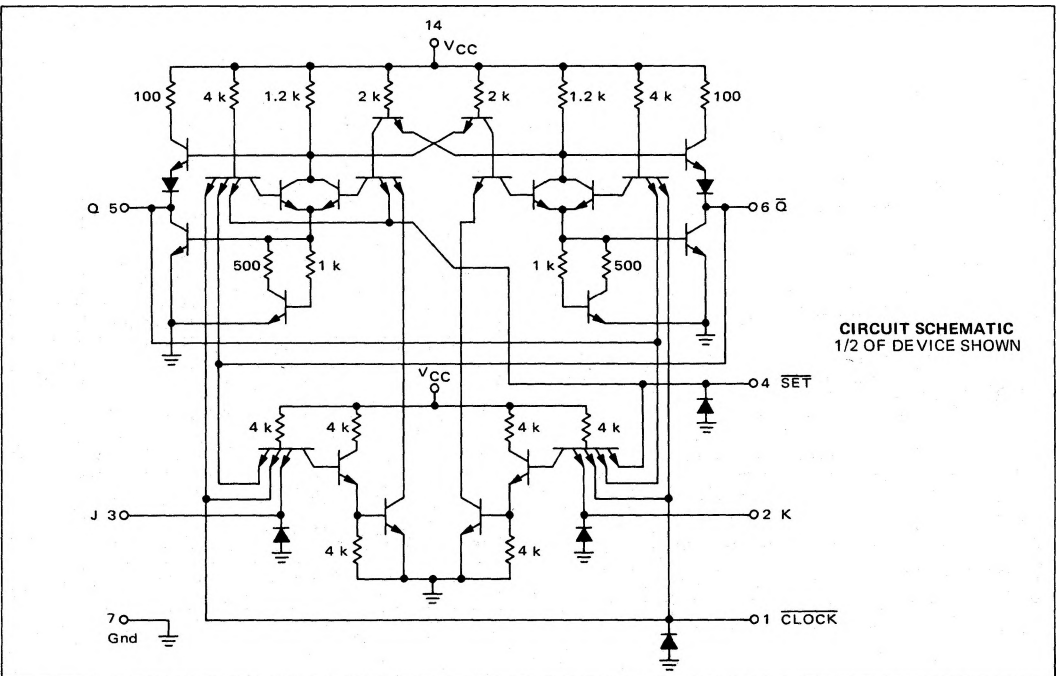 14
VCC
100
4 k
1.2 k
2 k
2 k
1.2 k
4 k
100
Q 5
6 Q̅
500
1 k
1 k
500
CIRCUIT SCHEMATIC
1/2 OF DEVICE SHOWN
VCC
4 S̅E̅T̅
4 k
4 k
4 k
4 k
J 3
2 K
4 k
4 k
7
Gnd
1 C̅L̅O̅C̅K̅